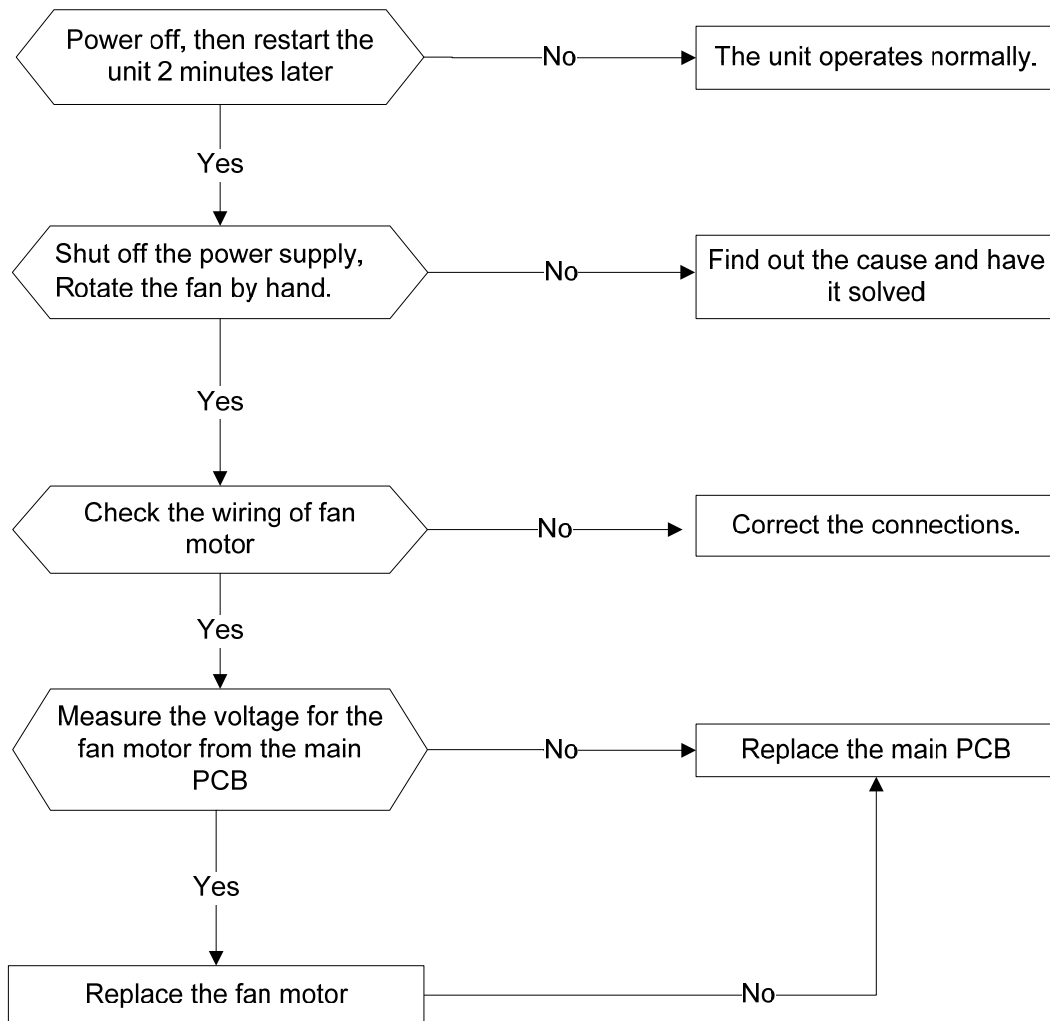 Power off, then restart the
unit 2 minutes later
No
The unit operates normally.
Yes
Shut off the power supply,
Rotate the fan by hand.
No
Find out the cause and have
it solved
Yes
Check the wiring of fan
motor
No
Correct the connections.
Yes
Measure the voltage for the
fan motor from the main
PCB
No
Replace the main PCB
Yes
Replace the fan motor
No